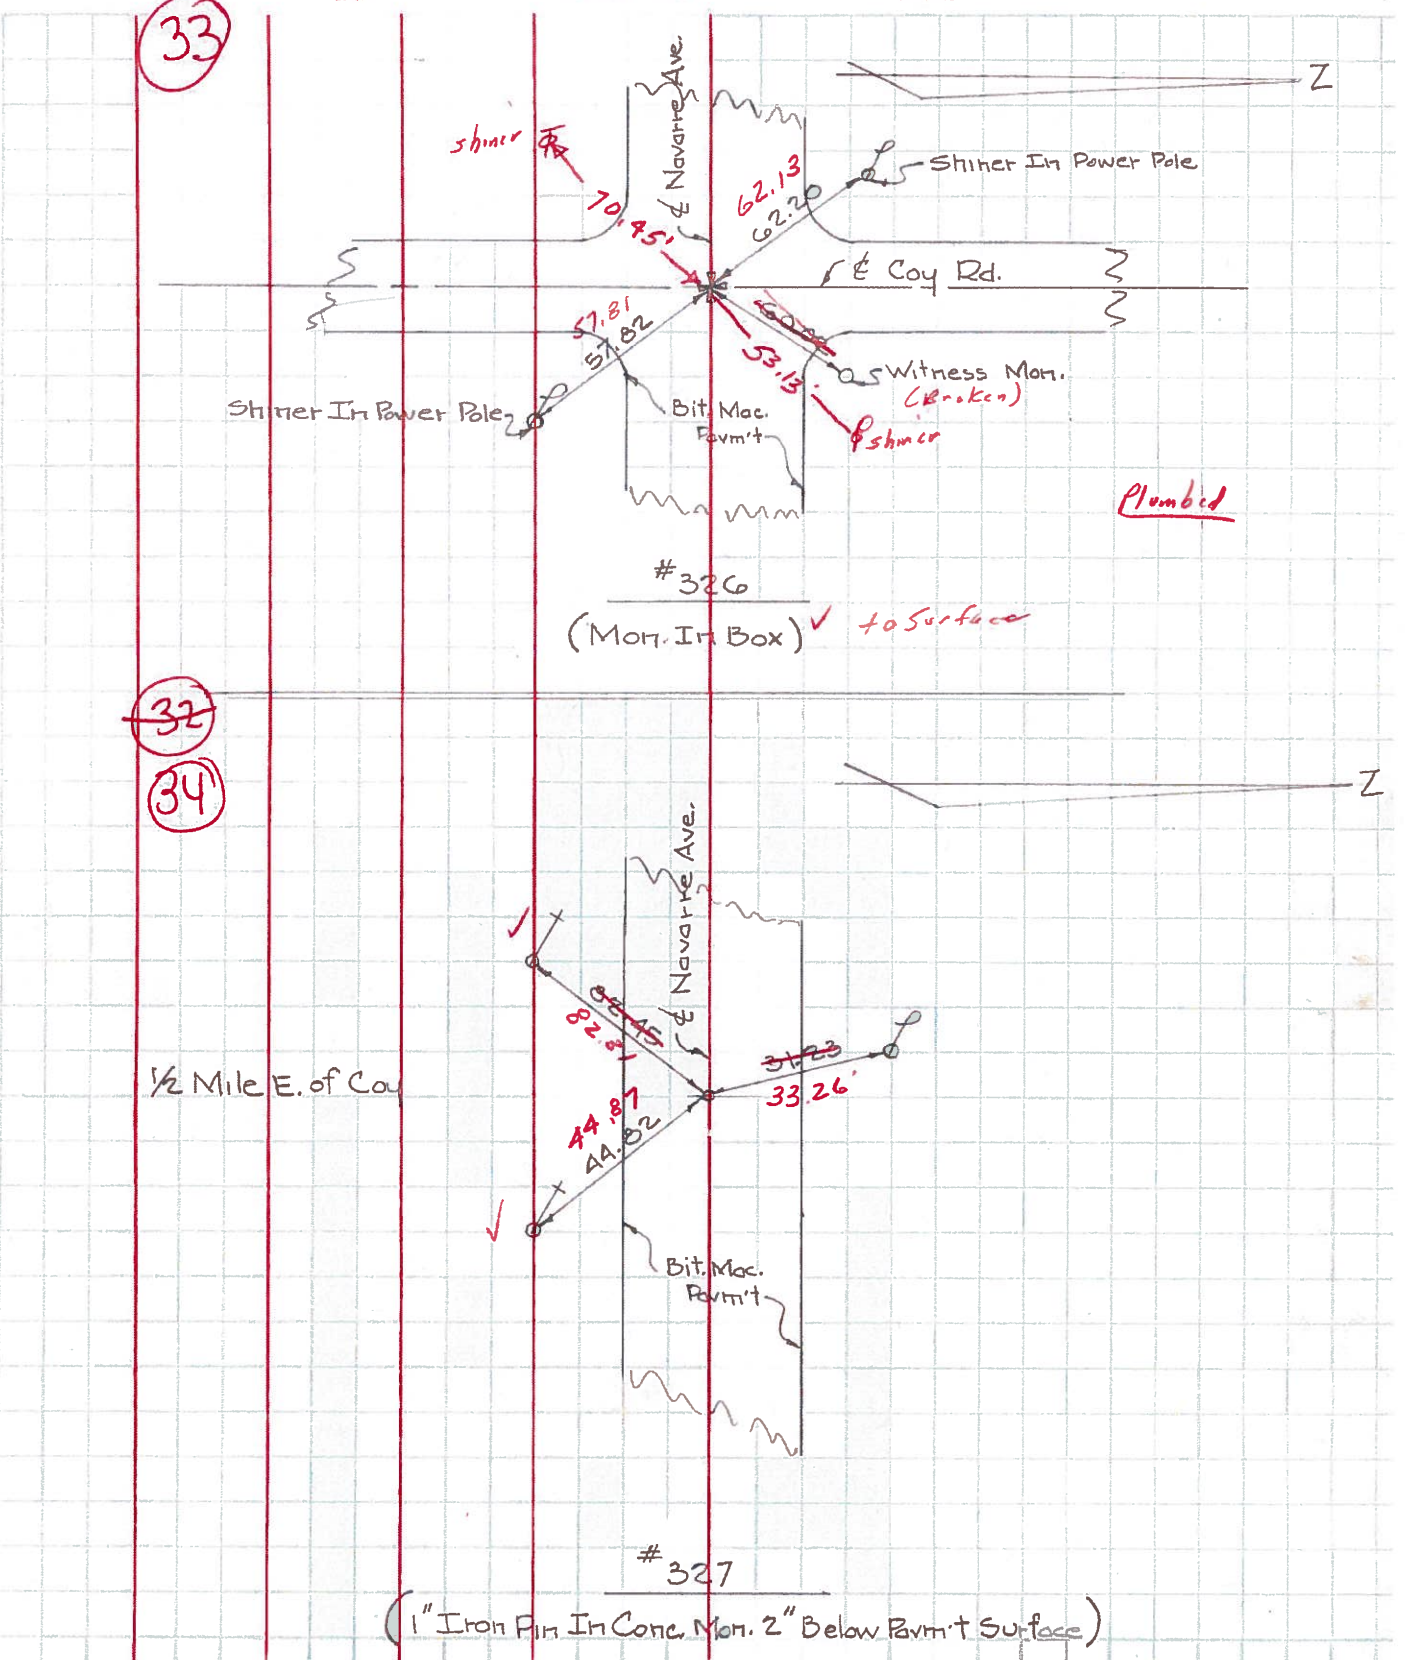 33
shiner
℄ Navarre Ave.
Z
62.13
62.20
Shiner In Power Pole
70.45'
℄ Coy Rd.
57.81
57.82
53.13'
Witness Mon.
(Broken)
Shiner In Power Pole
Bit. Mac.
Pavm't
shiner
Plumbed
#326
(Mon. In Box) ✓ to Surface
32
34
Z
℄ Navarre Ave.
✓
82.45
82.81
31.23
33.26'
1/2 Mile E. of Coy
44.87
44.82
✓
Bit. Mac.
Pavm't
#327
(1" Iron Pin In Conc. Mon. 2" Below Pavm't Surface)